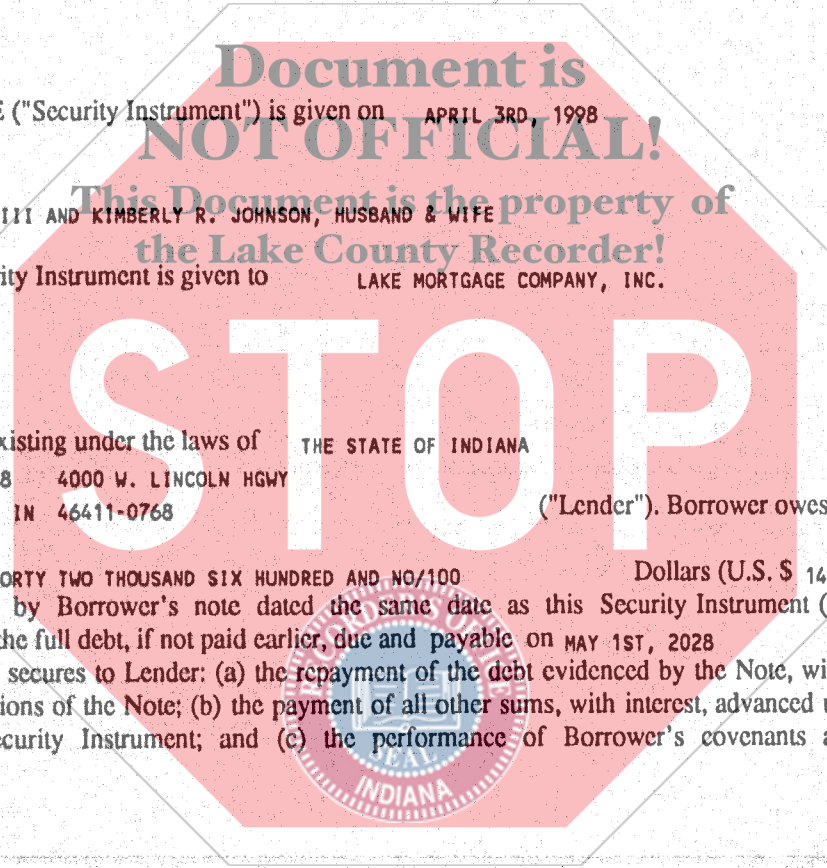 Document is
E ("Security Instrument") is given on APRIL 3RD, 1998
NOT OFFICIAL!
This Document is the property of
III AND KIMBERLY R. JOHNSON, HUSBAND & WIFE
the Lake County Recorder!
ity Instrument is given to LAKE MORTGAGE COMPANY, INC.
STOP
xisting under the laws of THE STATE OF INDIANA
8 4000 W. LINCOLN HGWY
IN 46411-0768 ("Lender"). Borrower owes
ORTY TWO THOUSAND SIX HUNDRED AND NO/100 Dollars (U.S. $ 14
by Borrower's note dated the same date as this Security Instrument (
the full debt, if not paid earlier, due and payable on MAY 1ST, 2028
secures to Lender: (a) the repayment of the debt evidenced by the Note, wi
ions of the Note; (b) the payment of all other sums, with interest, advanced u
ecurity Instrument; and (c) the performance of Borrower's covenants a
SEAL
INDIANA